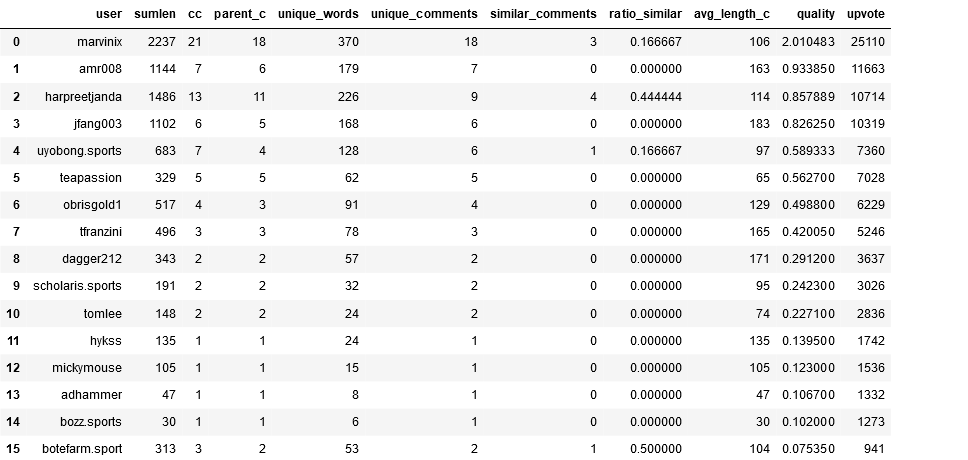 user sumlen cc parent_c unique_words unique_comments similar_comments ratio_similar avg_length_c quality upvote
0 marvinix 2237 21 18 370 18 3 0.166667 106 2.010483 25110
1 amr008 1144 7 6 179 7 0 0.000000 163 0.933850 11663
2 harpreetjanda 1486 13 11 226 9 4 0.444444 114 0.857889 10714
3 jfang003 1102 6 5 168 6 0 0.000000 183 0.826250 10319
4 uyobong.sports 683 7 4 128 6 1 0.166667 97 0.589333 7360
5 teapassion 329 5 5 62 5 0 0.000000 65 0.562700 7028
6 obrisgold1 517 4 3 91 4 0 0.000000 129 0.498800 6229
7 tfranzini 496 3 3 78 3 0 0.000000 165 0.420050 5246
8 dagger212 343 2 2 57 2 0 0.000000 171 0.291200 3637
9 scholaris.sports 191 2 2 32 2 0 0.000000 95 0.242300 3026
10 tomlee 148 2 2 24 2 0 0.000000 74 0.227100 2836
11 hykss 135 1 1 24 1 0 0.000000 135 0.139500 1742
12 mickymouse 105 1 1 15 1 0 0.000000 105 0.123000 1536
13 adhammer 47 1 1 8 1 0 0.000000 47 0.106700 1332
14 bozz.sports 30 1 1 6 1 0 0.000000 30 0.102000 1273
15 botefarm.sport 313 3 2 53 2 1 0.500000 104 0.075350 941